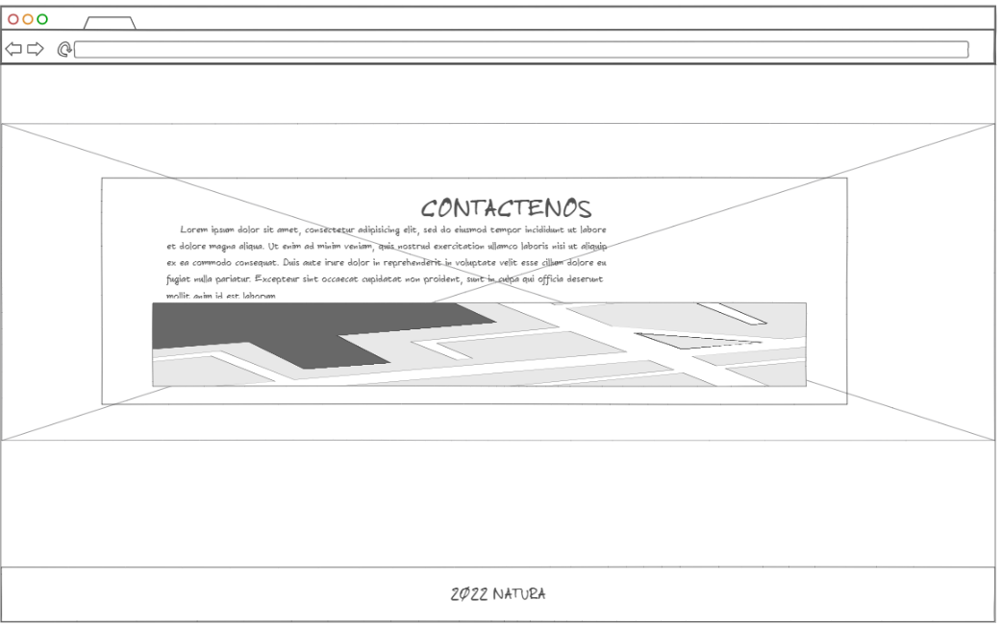 CONTACTENOS
Lorem ipsum dolor sit amet, consectetur adipisicing elit, sed do eiusmod tempor incididunt ut labore
et dolore magna aliqua. Ut enim ad minim veniam, quis nostrud exercitation ullamco laboris nisi ut aliquip
ex ea commodo consequat. Duis aute irure dolor in reprehenderit in voluptate velit esse cillum dolore eu
fugiat nulla pariatur. Excepteur sint occaecat cupidatat non proident, sunt in culpa qui officia deserunt
mollit anim id est laborum
2022 NATURA